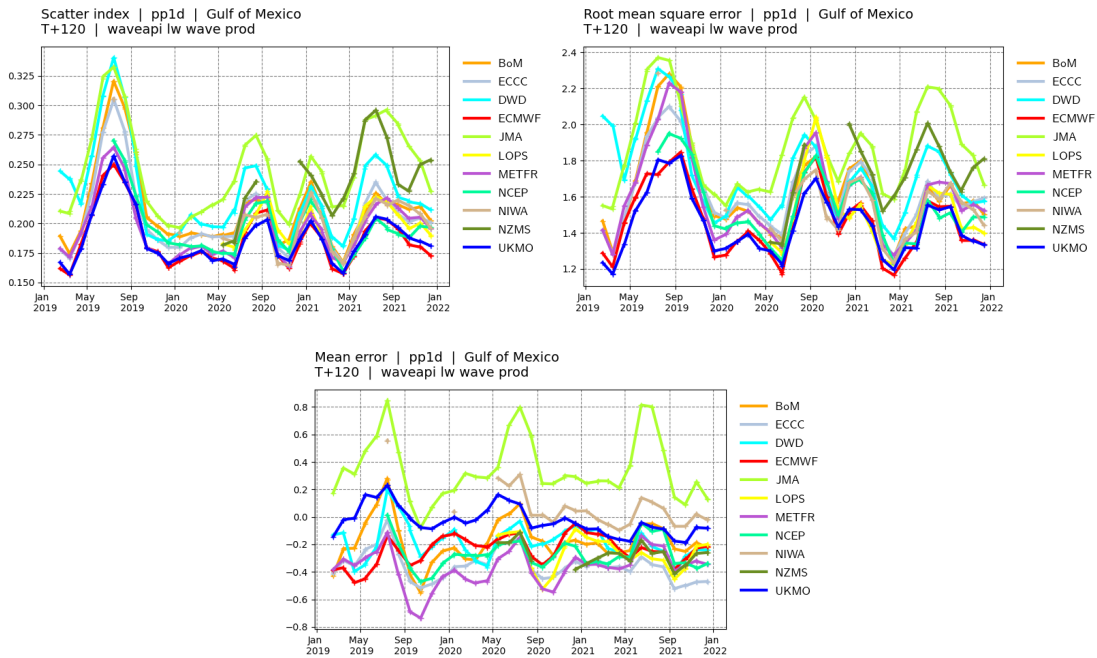 Scatter index | pp1d | Gulf of Mexico
T+120 | waveapi lw wave prod
0.325
0.300
0.275
0.250
0.225
0.200
0.175
0.150
Jan 2019
May 2019
Sep 2019
Jan 2020
May 2020
Sep 2020
Jan 2021
May 2021
Sep 2021
Jan 2022
BoM
ECCC
DWD
ECMWF
JMA
LOPS
METFR
NCEP
NIWA
NZMS
UKMO
Root mean square error | pp1d | Gulf of Mexico
T+120 | waveapi lw wave prod
2.4
2.2
2.0
1.8
1.6
1.4
1.2
Jan 2019
May 2019
Sep 2019
Jan 2020
May 2020
Sep 2020
Jan 2021
May 2021
Sep 2021
Jan 2022
BoM
ECCC
DWD
ECMWF
JMA
LOPS
METFR
NCEP
NIWA
NZMS
UKMO
Mean error | pp1d | Gulf of Mexico
T+120 | waveapi lw wave prod
0.8
0.6
0.4
0.2
0.0
−0.2
−0.4
−0.6
−0.8
Jan 2019
May 2019
Sep 2019
Jan 2020
May 2020
Sep 2020
Jan 2021
May 2021
Sep 2021
Jan 2022
BoM
ECCC
DWD
ECMWF
JMA
LOPS
METFR
NCEP
NIWA
NZMS
UKMO